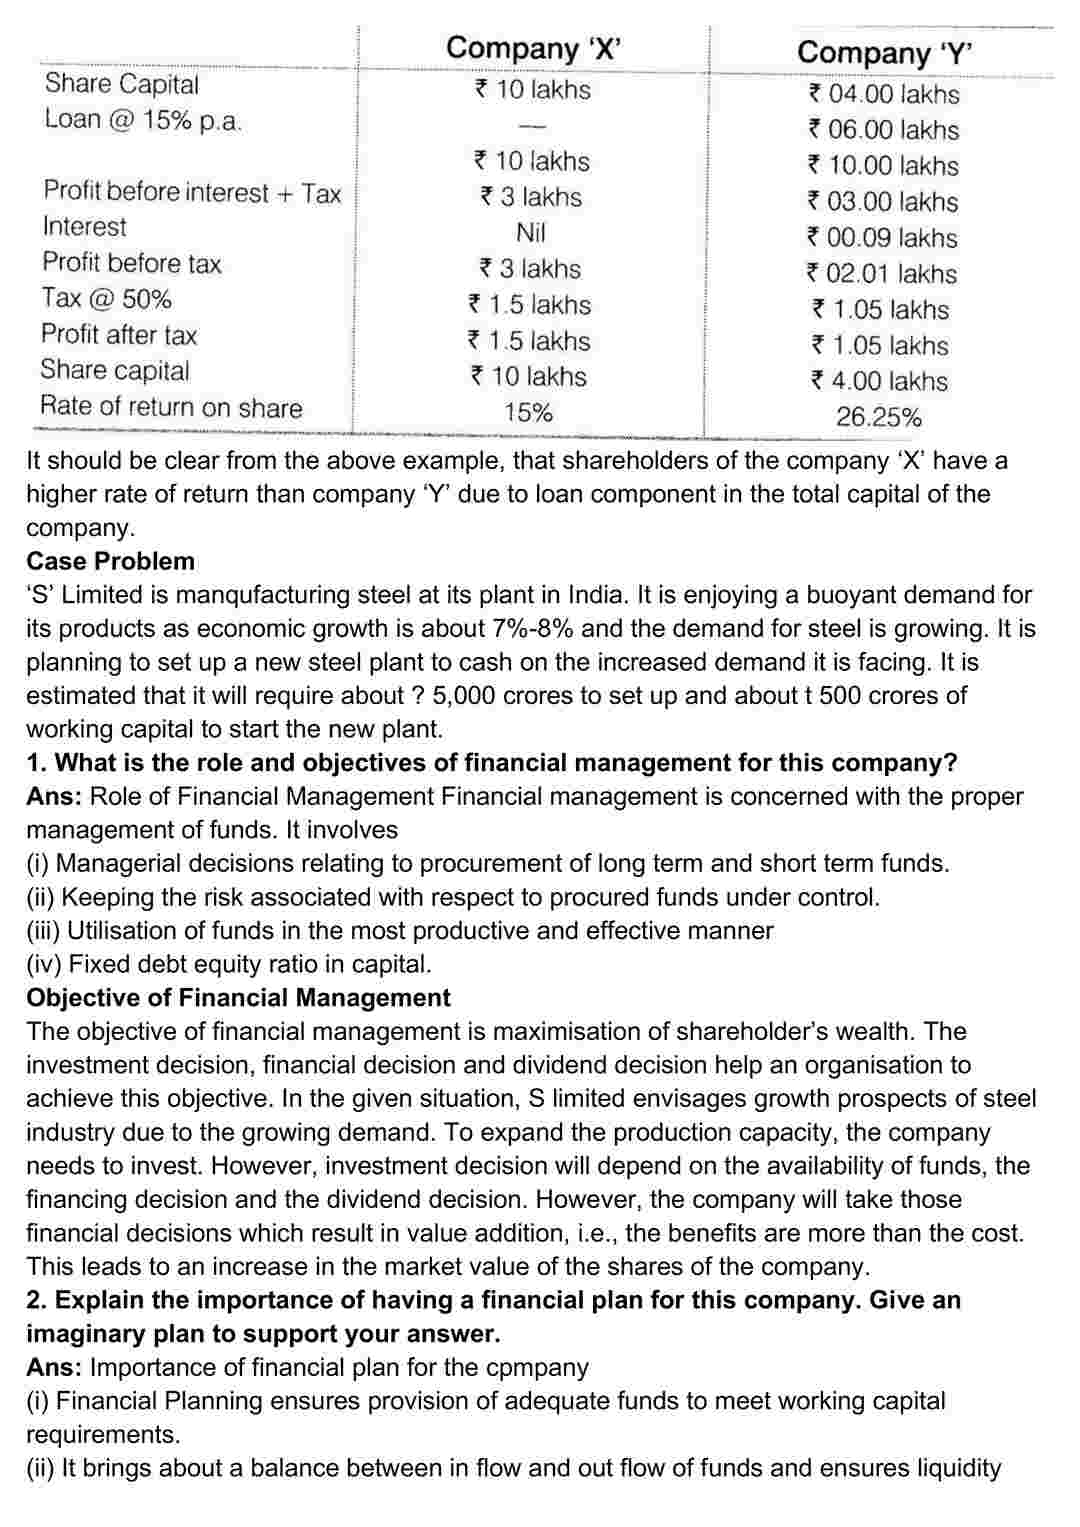 Company ‘X’ Company ‘Y’
Share Capital ₹ 10 lakhs ₹ 04.00 lakhs
Loan @ 15% p.a. — ₹ 06.00 lakhs
₹ 10 lakhs ₹ 10.00 lakhs
Profit before interest + Tax ₹ 3 lakhs ₹ 03.00 lakhs
Interest Nil ₹ 00.09 lakhs
Profit before tax ₹ 3 lakhs ₹ 02.01 lakhs
Tax @ 50% ₹ 1.5 lakhs ₹ 1.05 lakhs
Profit after tax ₹ 1.5 lakhs ₹ 1.05 lakhs
Share capital ₹ 10 lakhs ₹ 4.00 lakhs
Rate of return on share 15% 26.25%
It should be clear from the above example, that shareholders of the company ‘X’ have a
higher rate of return than company ‘Y’ due to loan component in the total capital of the
company.
Case Problem
‘S’ Limited is manqufacturing steel at its plant in India. It is enjoying a buoyant demand for
its products as economic growth is about 7%-8% and the demand for steel is growing. It is
planning to set up a new steel plant to cash on the increased demand it is facing. It is
estimated that it will require about ? 5,000 crores to set up and about t 500 crores of
working capital to start the new plant.
1. What is the role and objectives of financial management for this company?
Ans: Role of Financial Management Financial management is concerned with the proper
management of funds. It involves
(i) Managerial decisions relating to procurement of long term and short term funds.
(ii) Keeping the risk associated with respect to procured funds under control.
(iii) Utilisation of funds in the most productive and effective manner
(iv) Fixed debt equity ratio in capital.
Objective of Financial Management
The objective of financial management is maximisation of shareholder’s wealth. The
investment decision, financial decision and dividend decision help an organisation to
achieve this objective. In the given situation, S limited envisages growth prospects of steel
industry due to the growing demand. To expand the production capacity, the company
needs to invest. However, investment decision will depend on the availability of funds, the
financing decision and the dividend decision. However, the company will take those
financial decisions which result in value addition, i.e., the benefits are more than the cost.
This leads to an increase in the market value of the shares of the company.
2. Explain the importance of having a financial plan for this company. Give an
imaginary plan to support your answer.
Ans: Importance of financial plan for the cpmpany
(i) Financial Planning ensures provision of adequate funds to meet working capital
requirements.
(ii) It brings about a balance between in flow and out flow of funds and ensures liquidity